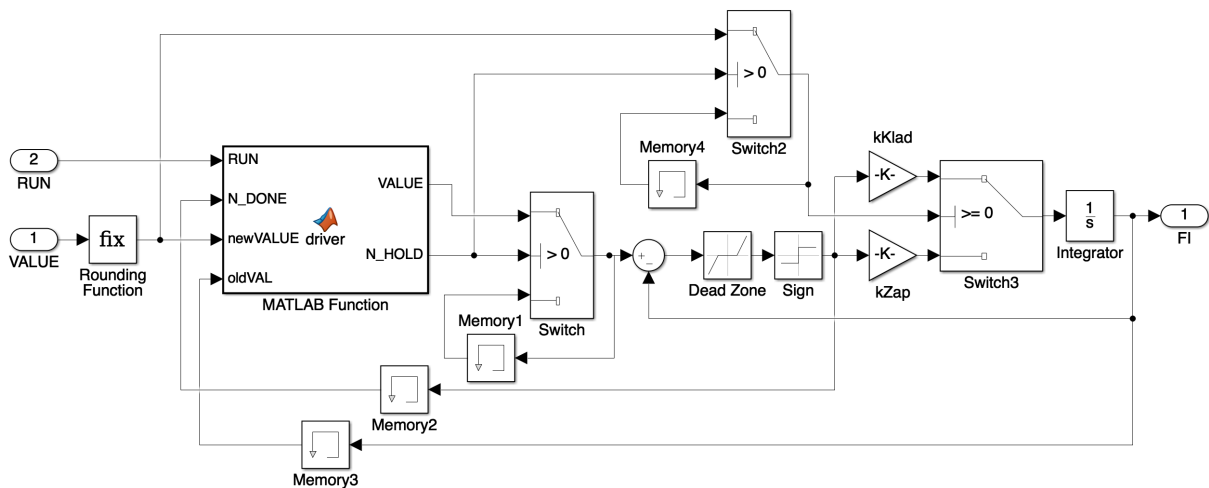 > 0
Switch2
Memory4
kKlad
-K-
2
RUN
RUN
VALUE
N_DONE
1
VALUE
fix
Rounding
Function
newVALUE
driver
N_HOLD
oldVAL
MATLAB Function
> 0
Switch
Memory1
+
−
Dead Zone
Sign
-K-
kZap
>= 0
Switch3
1
s
Integrator
1
FI
Memory2
Memory3